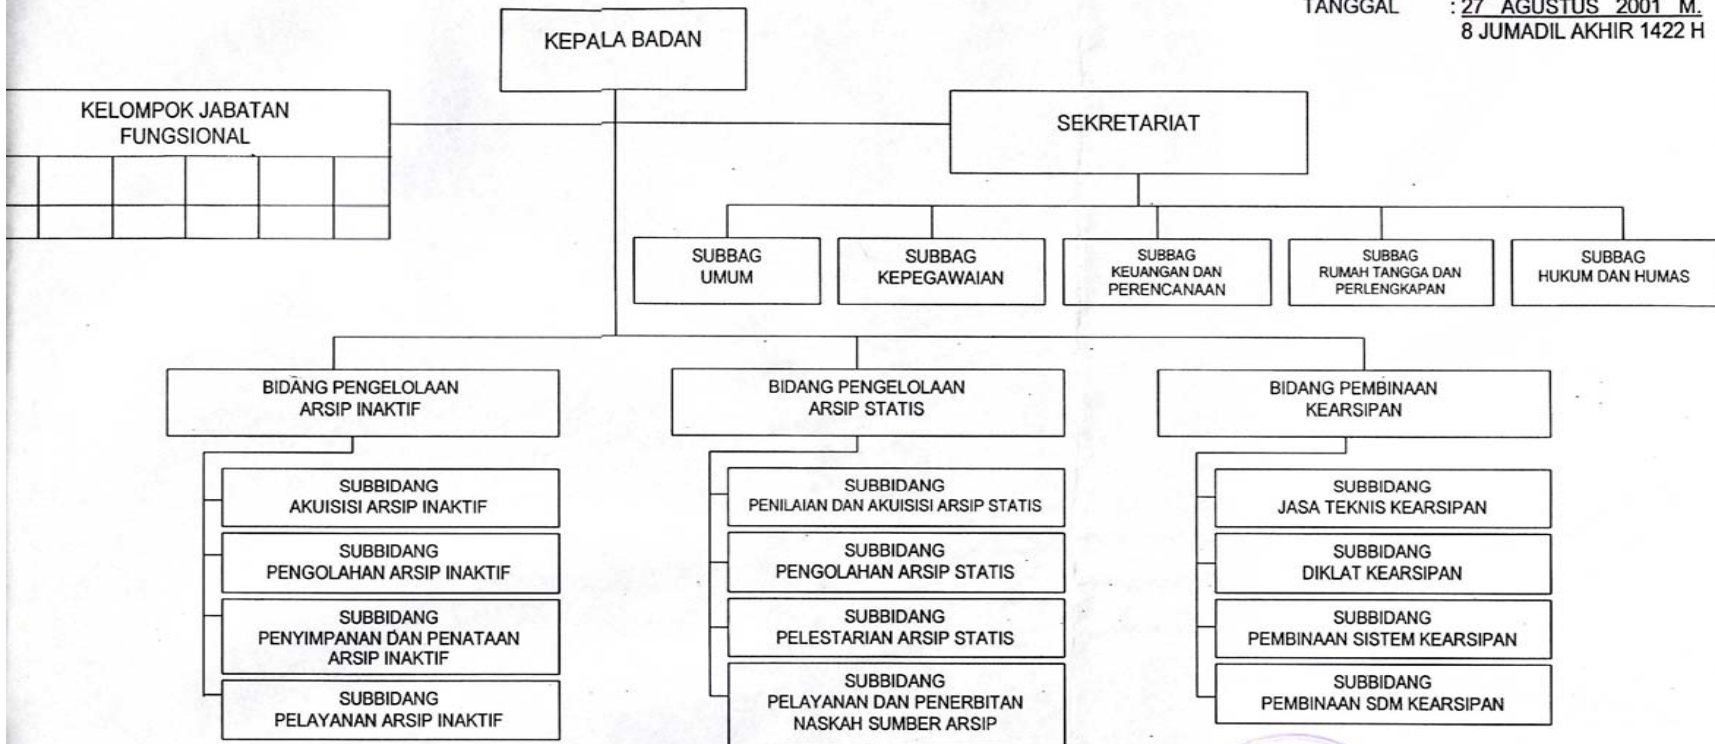 TANGGAL : 27 AGUSTUS 2001 M.
8 JUMADIL AKHIR 1422 H
KEPALA BADAN
KELOMPOK JABATAN
FUNGSIONAL
SEKRETARIAT
SUBBAG
UMUM
SUBBAG
KEPEGAWAIAN
SUBBAG
KEUANGAN DAN
PERENCANAAN
SUBBAG
RUMAH TANGGA DAN
PERLENGKAPAN
SUBBAG
HUKUM DAN HUMAS
BIDANG PENGELOLAAN
ARSIP INAKTIF
SUBBIDANG
AKUISISI ARSIP INAKTIF
SUBBIDANG
PENGOLAHAN ARSIP INAKTIF
SUBBIDANG
PENYIMPANAN DAN PENATAAN
ARSIP INAKTIF
SUBBIDANG
PELAYANAN ARSIP INAKTIF
BIDANG PENGELOLAAN
ARSIP STATIS
SUBBIDANG
PENILAIAN DAN AKUISISI ARSIP STATIS
SUBBIDANG
PENGOLAHAN ARSIP STATIS
SUBBIDANG
PELESTARIAN ARSIP STATIS
SUBBIDANG
PELAYANAN DAN PENERBITAN
NASKAH SUMBER ARSIP
BIDANG PEMBINAAN
KEARSIPAN
SUBBIDANG
JASA TEKNIS KEARSIPAN
SUBBIDANG
DIKLAT KEARSIPAN
SUBBIDANG
PEMBINAAN SISTEM KEARSIPAN
SUBBIDANG
PEMBINAAN SDM KEARSIPAN